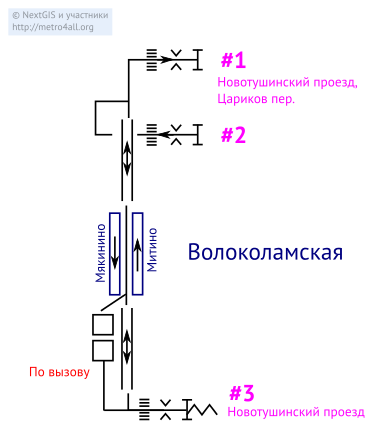 © NextGIS и участники
http://metro4all.org
#1
Новотушинский проезд,
Цариков пер.
#2
Мякинино
Митино
Волоколамская
По вызову
#3
Новотушинский проезд